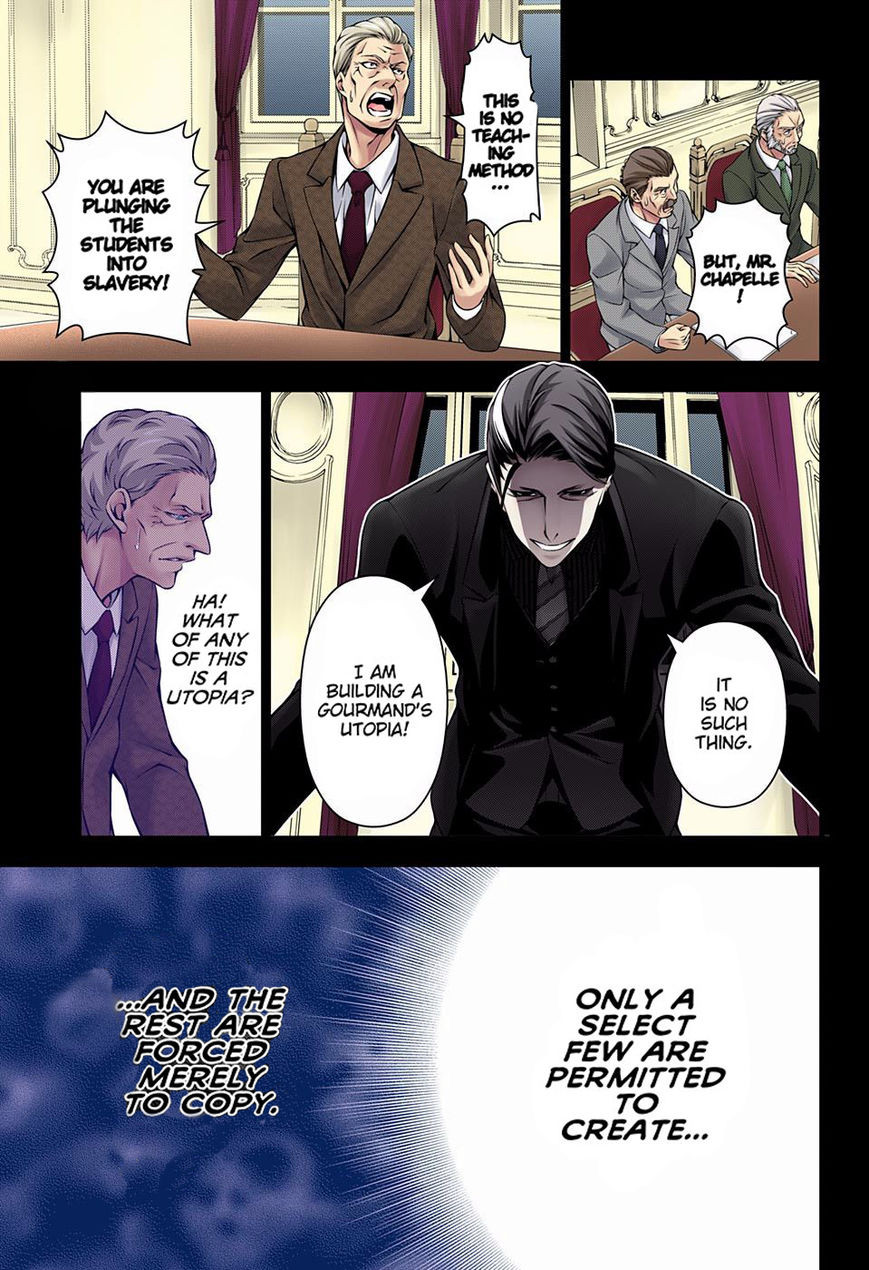 BUT, MR.
CHAPELLE
!
THIS
IS NO
TEACH-
ING
METHOD
...
YOU ARE
PLUNGING
THE
STUDENTS
INTO
SLAVERY!
IT
IS NO
SUCH
THING.
I AM
BUILDING A
GOURMAND'S
UTOPIA!
HA!
WHAT
OF ANY
OF THIS
IS A
UTOPIA?
ONLY A
SELECT
FEW ARE
PERMITTED
TO
CREATE...
...AND THE
REST ARE
FORCED
MERELY
TO COPY.